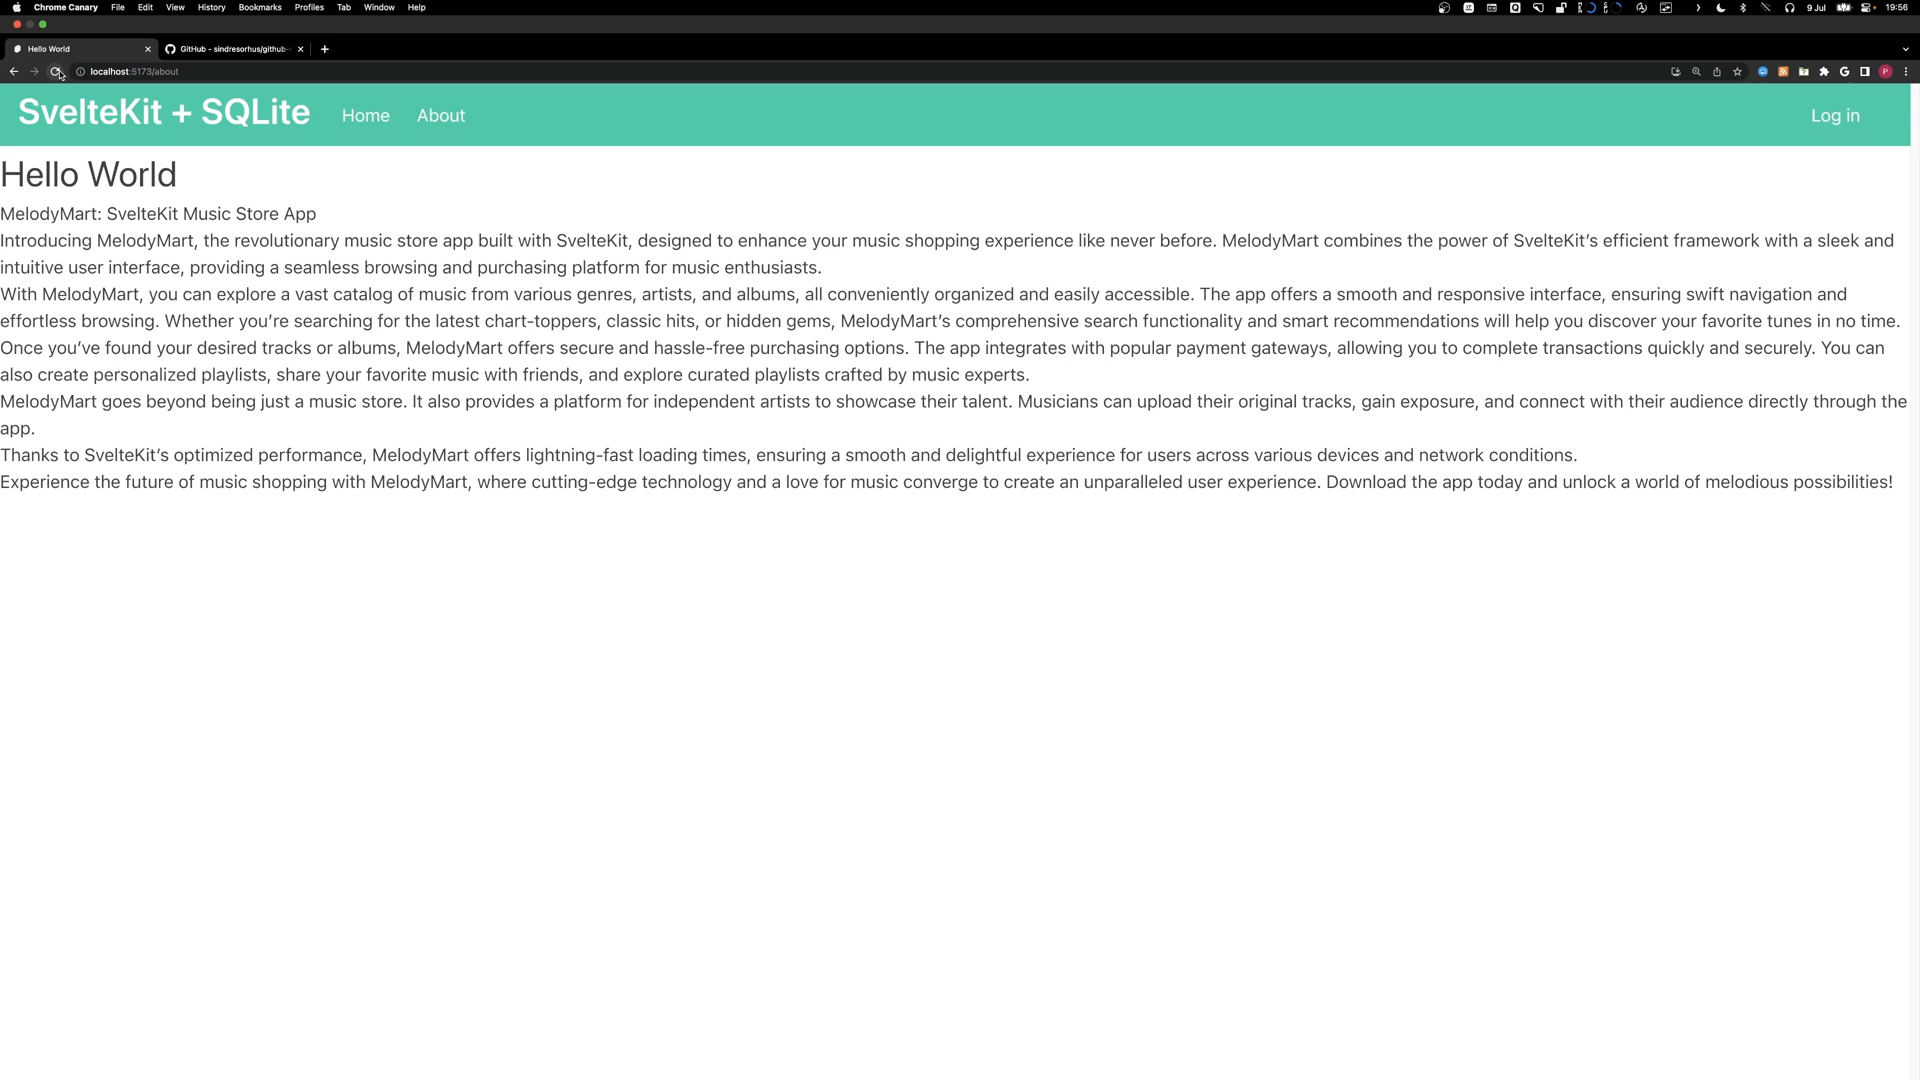 Chrome Canary File Edit View History Bookmarks Profiles Tab Window Help 9 Jul 19:56
Hello World GitHub - sindresorhus/github-
localhost:5173/about
SvelteKit + SQLite Home About Log in
Hello World
MelodyMart: SvelteKit Music Store App
Introducing MelodyMart, the revolutionary music store app built with SvelteKit, designed to enhance your music shopping experience like never before. MelodyMart combines the power of SvelteKit’s efficient framework with a sleek and
intuitive user interface, providing a seamless browsing and purchasing platform for music enthusiasts.
With MelodyMart, you can explore a vast catalog of music from various genres, artists, and albums, all conveniently organized and easily accessible. The app offers a smooth and responsive interface, ensuring swift navigation and
effortless browsing. Whether you’re searching for the latest chart-toppers, classic hits, or hidden gems, MelodyMart’s comprehensive search functionality and smart recommendations will help you discover your favorite tunes in no time.
Once you’ve found your desired tracks or albums, MelodyMart offers secure and hassle-free purchasing options. The app integrates with popular payment gateways, allowing you to complete transactions quickly and securely. You can
also create personalized playlists, share your favorite music with friends, and explore curated playlists crafted by music experts.
MelodyMart goes beyond being just a music store. It also provides a platform for independent artists to showcase their talent. Musicians can upload their original tracks, gain exposure, and connect with their audience directly through the
app.
Thanks to SvelteKit’s optimized performance, MelodyMart offers lightning-fast loading times, ensuring a smooth and delightful experience for users across various devices and network conditions.
Experience the future of music shopping with MelodyMart, where cutting-edge technology and a love for music converge to create an unparalleled user experience. Download the app today and unlock a world of melodious possibilities!